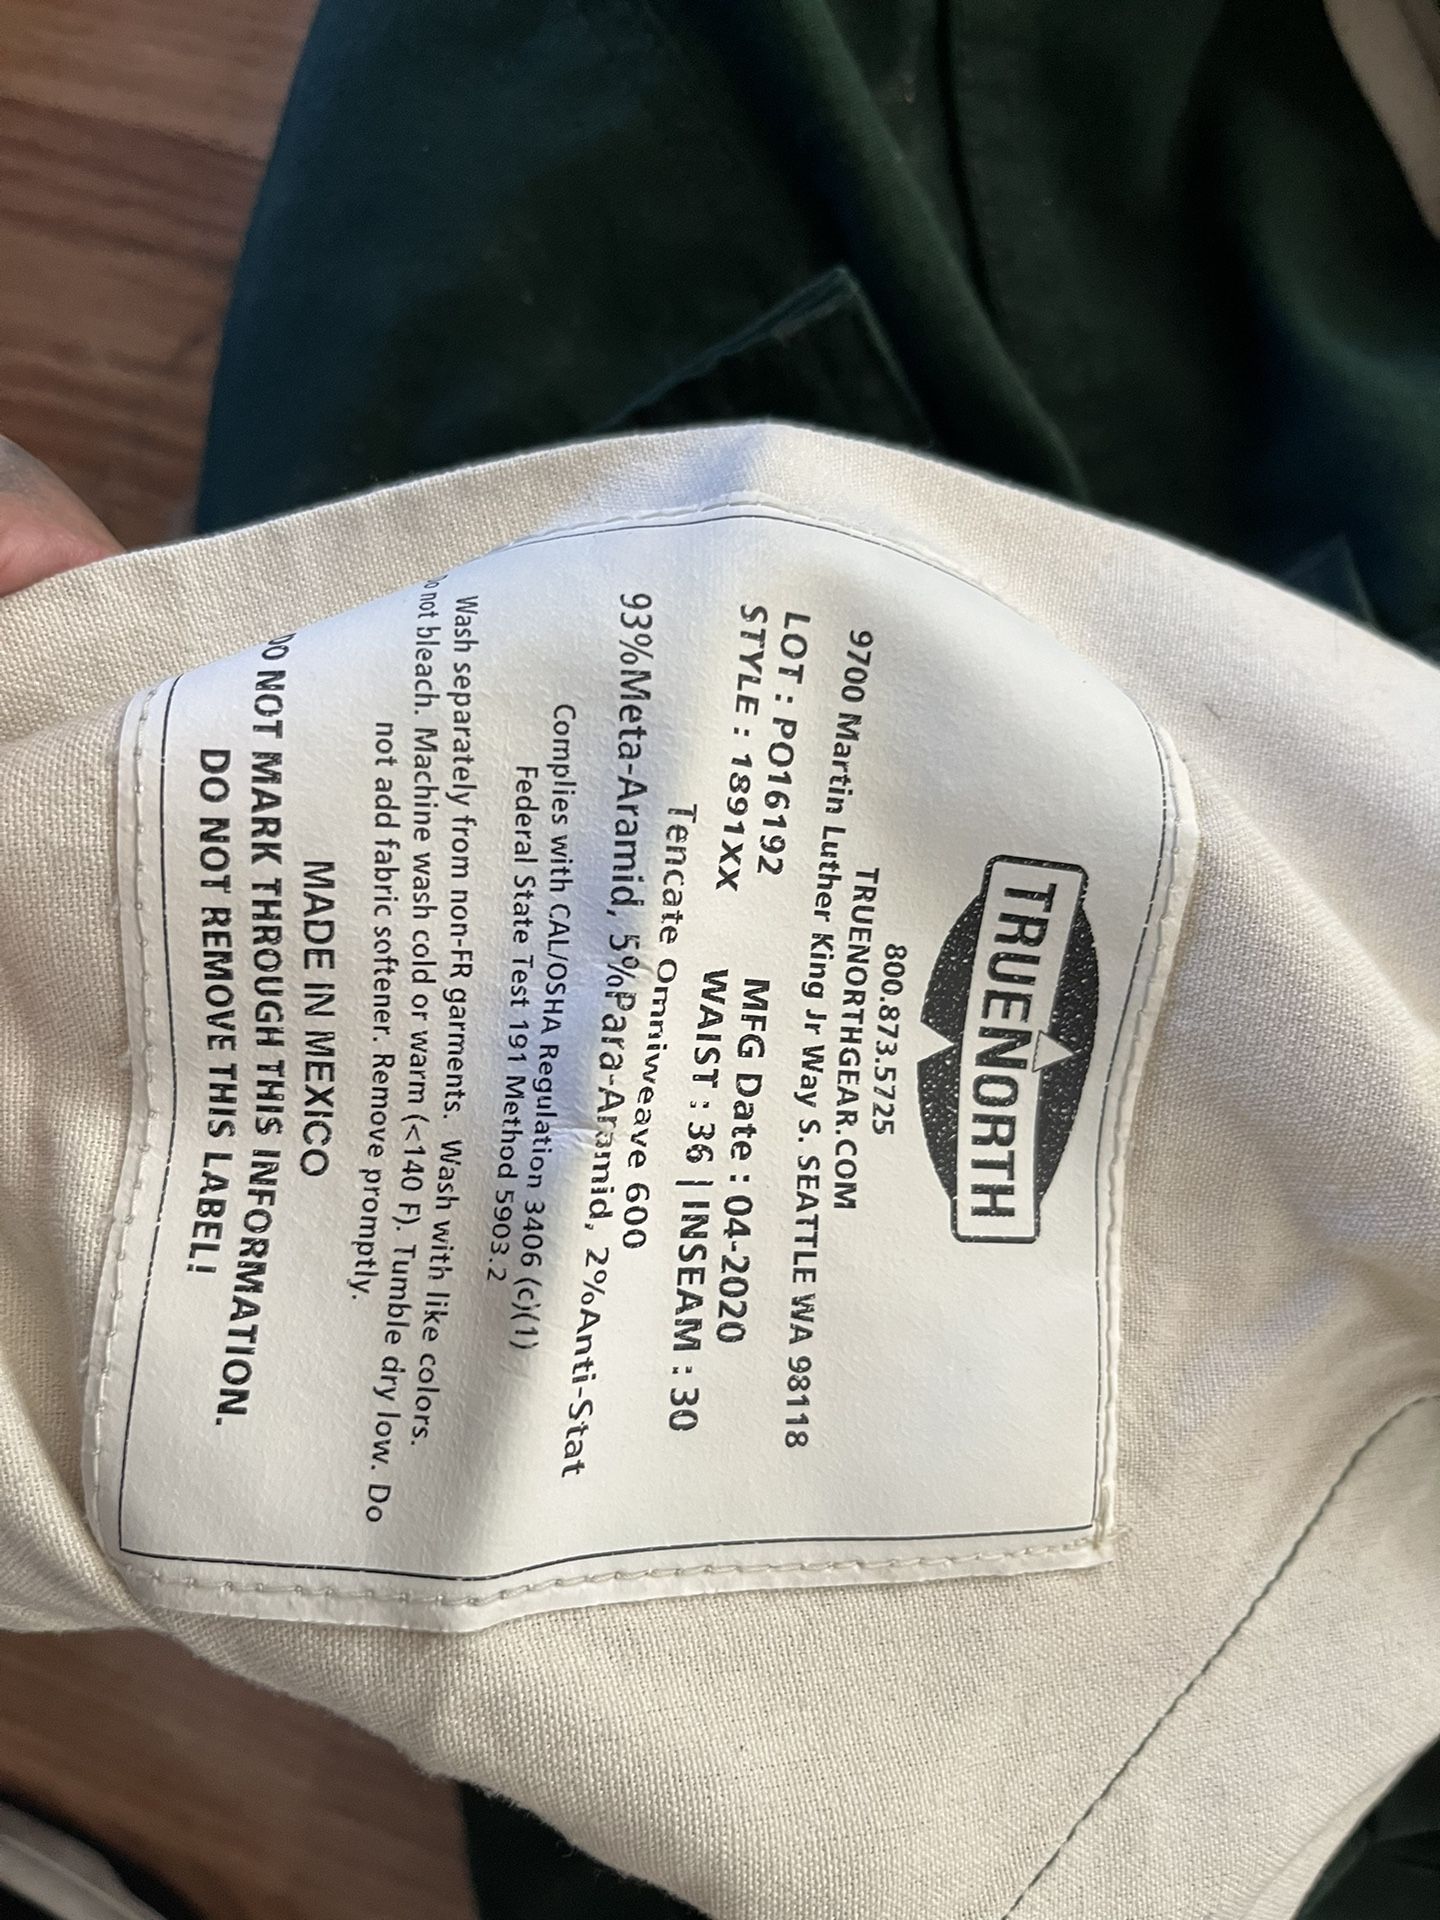 TRUENORTH
800.873.5725
TRUENORTHGEAR.COM
9700 Martin Luther King Jr Way S. SEATTLE WA 98118
LOT : PO16192 MFG Date : 04-2020
STYLE : 1891XX WAIST : 36 | INSEAM : 30
Tencate Omniweave 600
93%Meta-Aramid, 5%Para-Aramid, 2%Anti-Stat
Complies with CAL/OSHA Regulation 3406 (c)(1)
Federal State Test 191 Method 5903.2
Wash separately from non-FR garments. Wash with like colors.
Do not bleach. Machine wash cold or warm (<140 F). Tumble dry low. Do
not add fabric softener. Remove promptly.
MADE IN MEXICO
DO NOT MARK THROUGH THIS INFORMATION.
DO NOT REMOVE THIS LABEL!